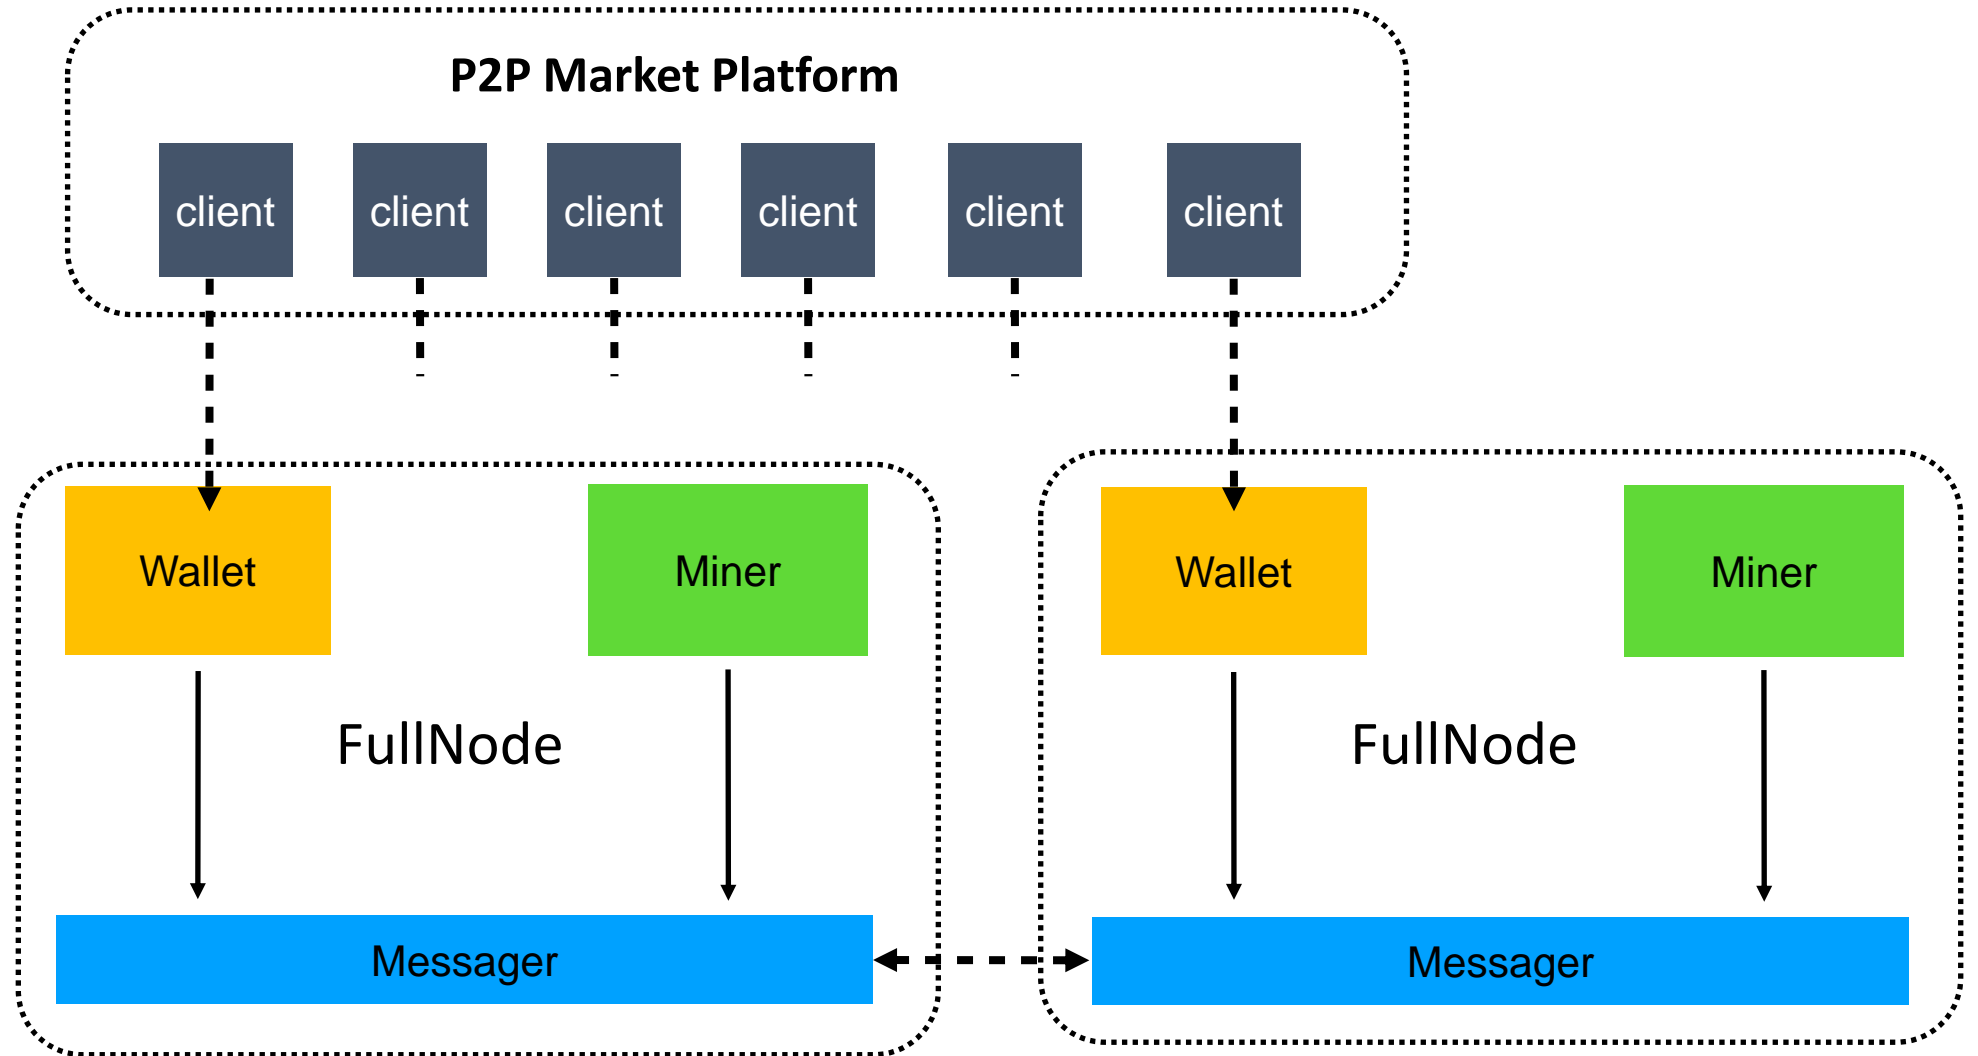 P2P Market Platform
client client client client client client
Wallet Miner Wallet Miner
FullNode FullNode
Messager Messager